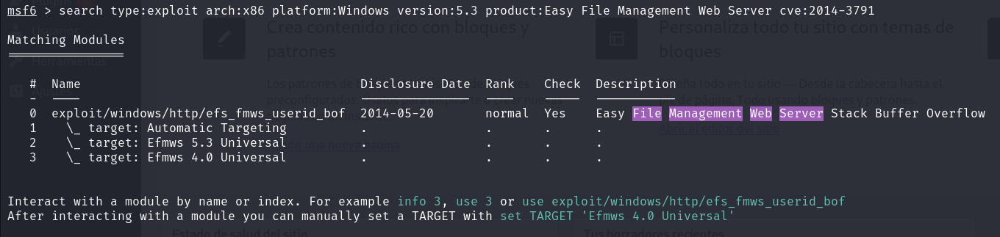 msf6 > search type:exploit arch:x86 platform:Windows version:5.3 product:Easy File Management Web Server cve:2014-3791
Matching Modules
================
# Name Disclosure Date Rank Check Description
- ---- --------------- ---- ----- -----------
0 exploit/windows/http/efs_fmws_userid_bof 2014-05-20 normal Yes Easy File Management Web Server Stack Buffer Overflow
1 \_ target: Automatic Targeting . . . .
2 \_ target: Efmws 5.3 Universal . . . .
3 \_ target: Efmws 4.0 Universal . . . .
Interact with a module by name or index. For example info 3, use 3 or use exploit/windows/http/efs_fmws_userid_bof
After interacting with a module you can manually set a TARGET with set TARGET 'Efmws 4.0 Universal'
Usuarios
Herramientas
Ajustes
Crea contenido rico con bloques y
patrones
Personaliza todo tu sitio con temas de
bloques
Los patrones de
preconfigurados.
todo en tu sitio — Desde la cabecera hasta el
página. Todo usando bloques y patrones.
Abrir el editor del sitio
una nueva página
Estado de salud del sitio
Tus borradores recientes